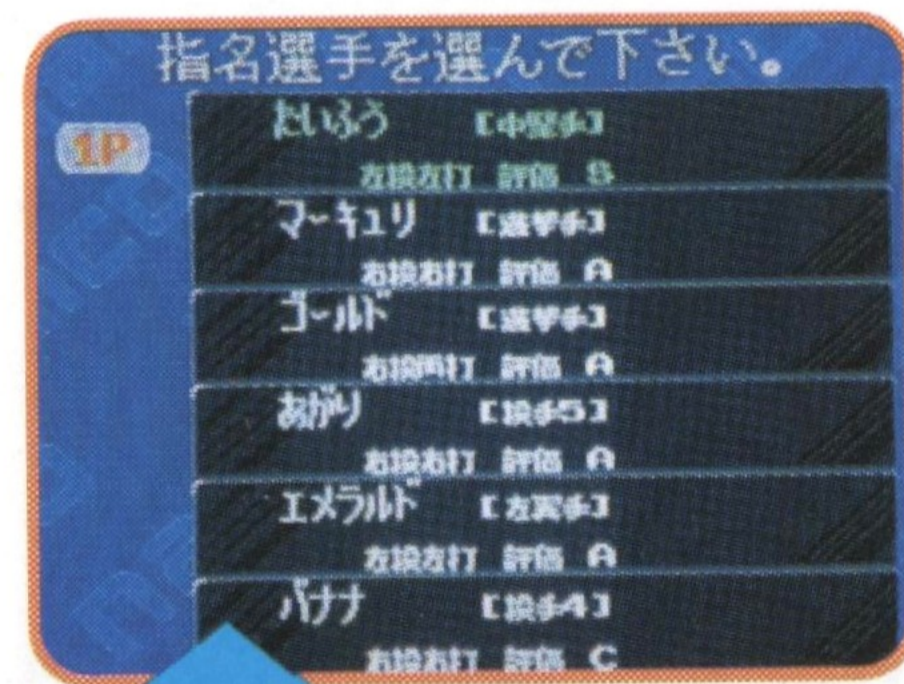 指名選手を選んで下さい。
1P
たいふう 【中堅手】
左投左打 評価 S
マーキュリ 【遊撃手】
右投右打 評価 A
ゴールド 【遊撃手】
右投両打 評価 A
あがり 【投手5】
右投右打 評価 A
エメラルド 【左翼手】
左投左打 評価 A
バナナ 【投手4】
右投右打 評価 C